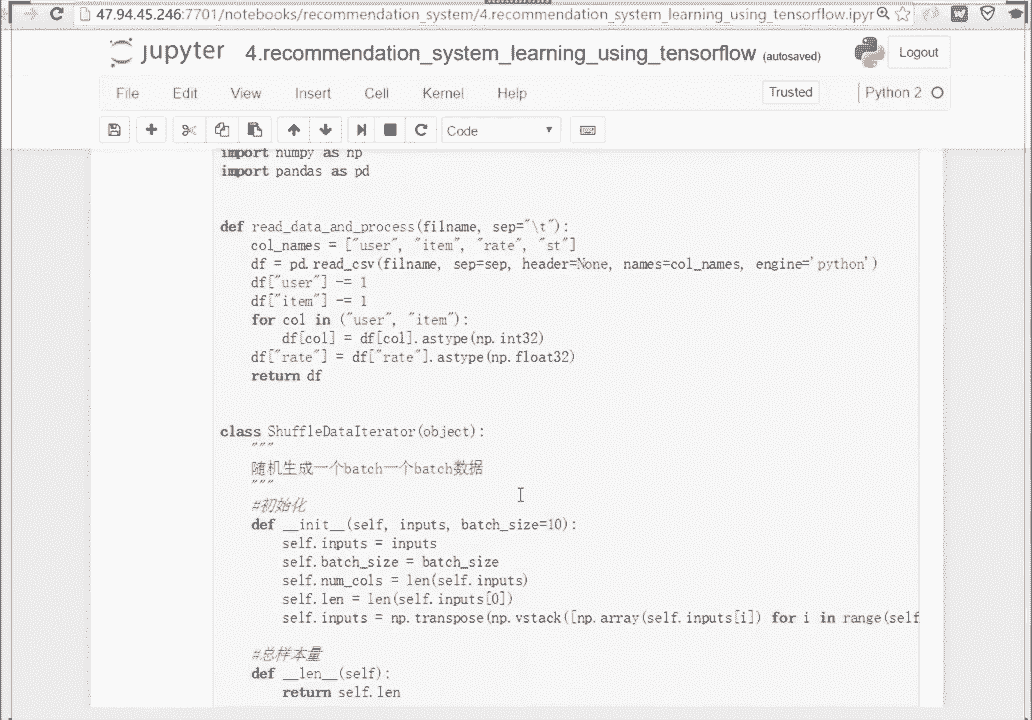 47.94.45.246:7701/notebooks/recommendation_system/4.recommendation_system_learning_using_tensorflow.ipyr
jupyter 4.recommendation_system_learning_using_tensorflow (autosaved) Logout
File Edit View Insert Cell Kernel Help Trusted Python 2
Code
import numpy as np
import pandas as pd
def read_data_and_process(filname, sep="\t"):
    col_names = ["user", "item", "rate", "st"]
    df = pd.read_csv(filname, sep=sep, header=None, names=col_names, engine='python')
    df["user"] -= 1
    df["item"] -= 1
    for col in ("user", "item"):
        df[col] = df[col].astype(np.int32)
    df["rate"] = df["rate"].astype(np.float32)
    return df
class ShuffleDataIterator(object):
    """
    随机生成一个batch一个batch数据
    """
    #初始化
    def __init__(self, inputs, batch_size=10):
        self.inputs = inputs
        self.batch_size = batch_size
        self.num_cols = len(self.inputs)
        self.len = len(self.inputs[0])
        self.inputs = np.transpose(np.vstack([np.array(self.inputs[i]) for i in range(self
    #总样本量
    def __len__(self):
        return self.len